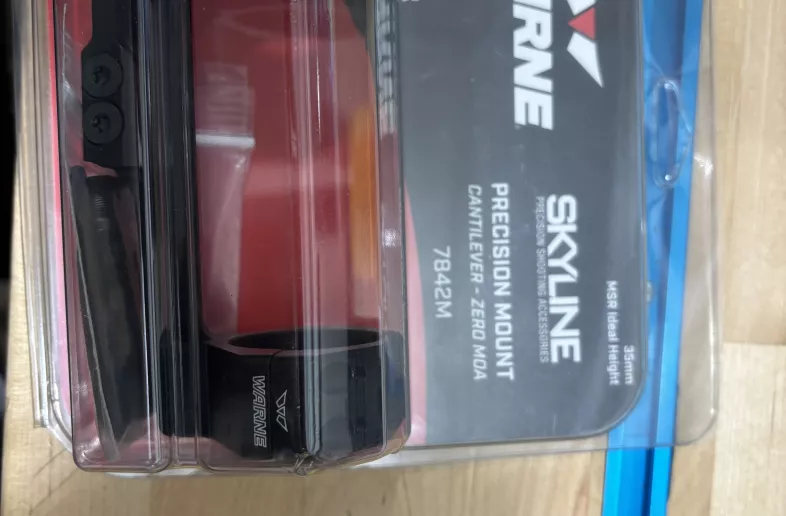 WARNE
SKYLINE
PRECISION SHOOTING ACCESSORIES
PRECISION MOUNT
CANTILEVER - ZERO MOA
7842M
35mm
MSR Ideal Height
WARNE